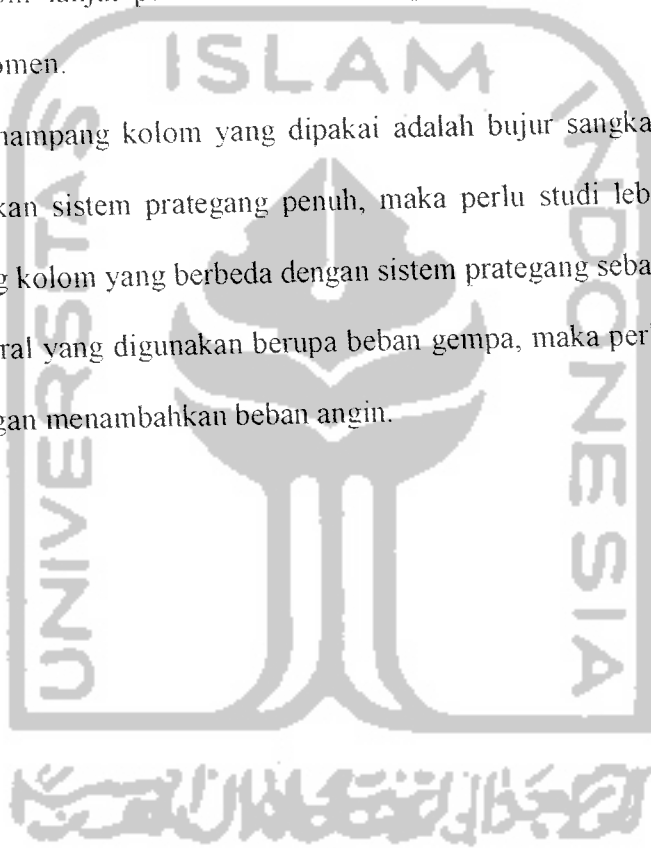 lanjut
omen.
nampang kolom yang dipakai adalah bujur sangka
kan sistem prategang penuh, maka perlu studi leb
g kolom yang berbeda dengan sistem prategang seba
ral yang digunakan berupa beban gempa, maka per
gan menambahkan beban angin.
ISLAM
UNIVERSITAS
INDONESIA